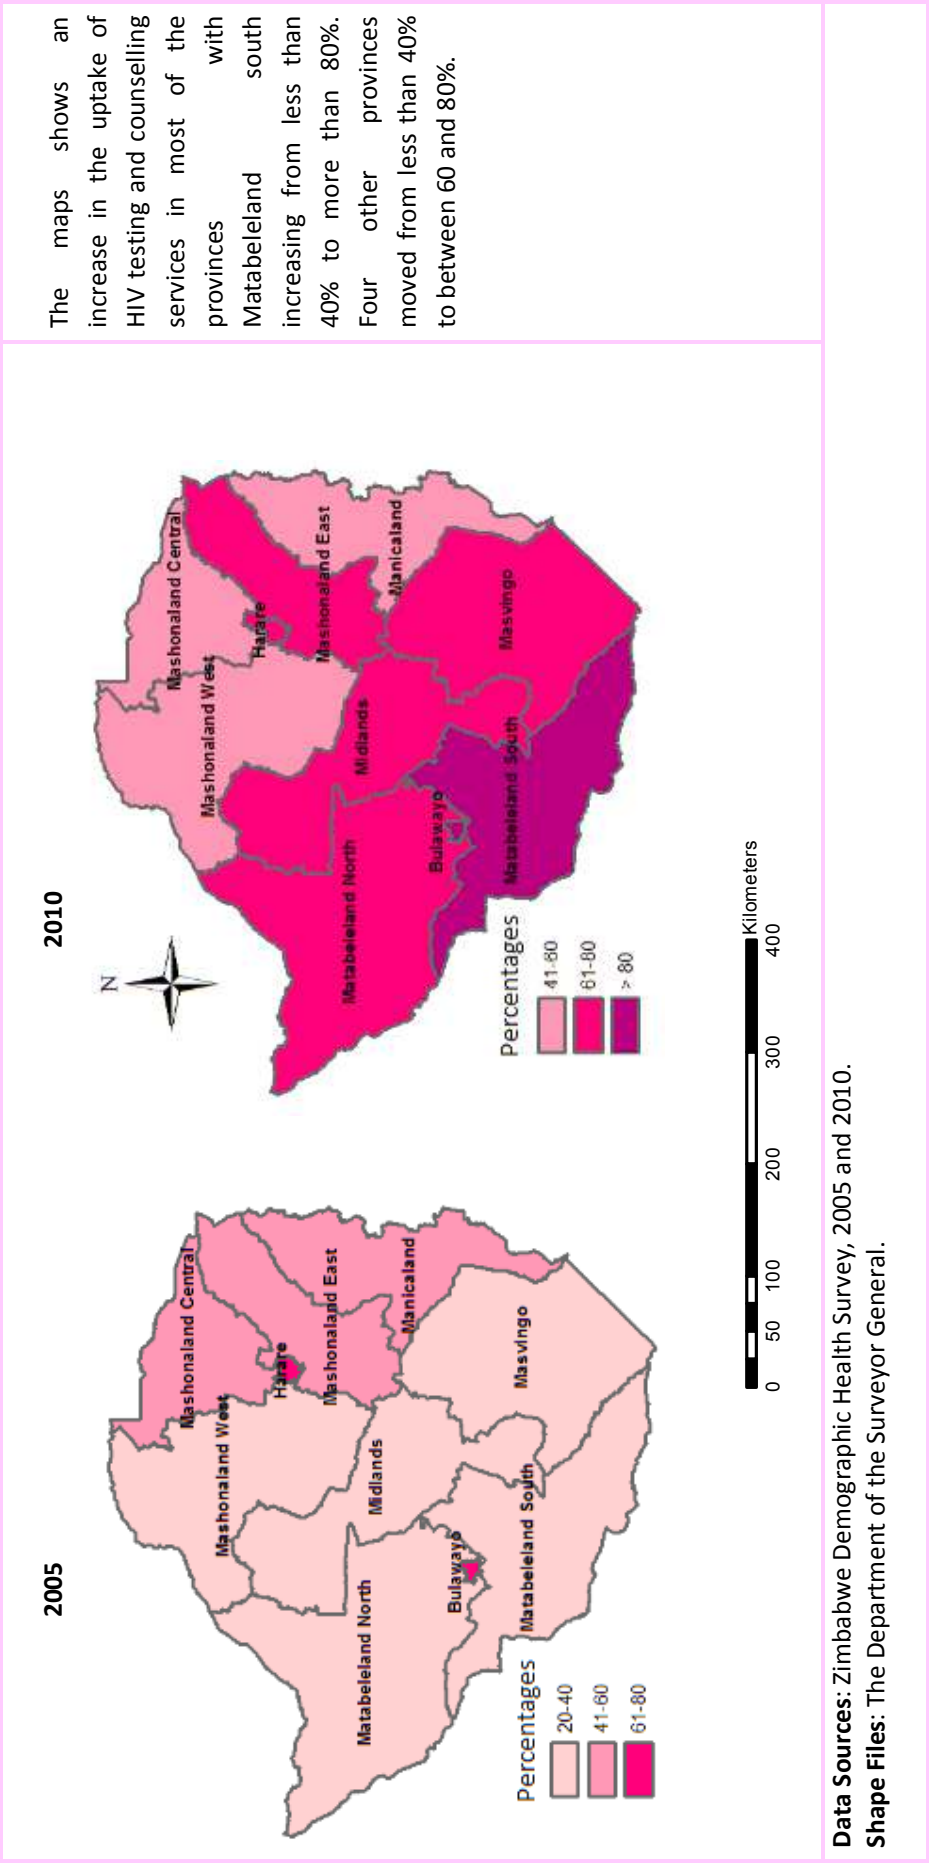 2005
2010
N
Mashonaland Central
Mashonaland West
Harare
Mashonaland East
Manicaland
Midlands
Matabeleland North
Bulawayo
Masvingo
Matabeleland South
Percentages
20-40
41-60
61-80
Mashonaland Central
Mashonaland West
Harare
Mashonaland East
Manicaland
Midlands
Matabeleland North
Bulawayo
Masvingo
Matabeleland South
Percentages
41-60
61-80
> 80
0 50 100 200 300 400
Kilometers
The maps shows an
increase in the uptake of
HIV testing and counselling
services in most of the
provinces with
Matabeleland south
increasing from less than
40% to more than 80%.
Four other provinces
moved from less than 40%
to between 60 and 80%.
Data Sources: Zimbabwe Demographic Health Survey, 2005 and 2010.
Shape Files: The Department of the Surveyor General.